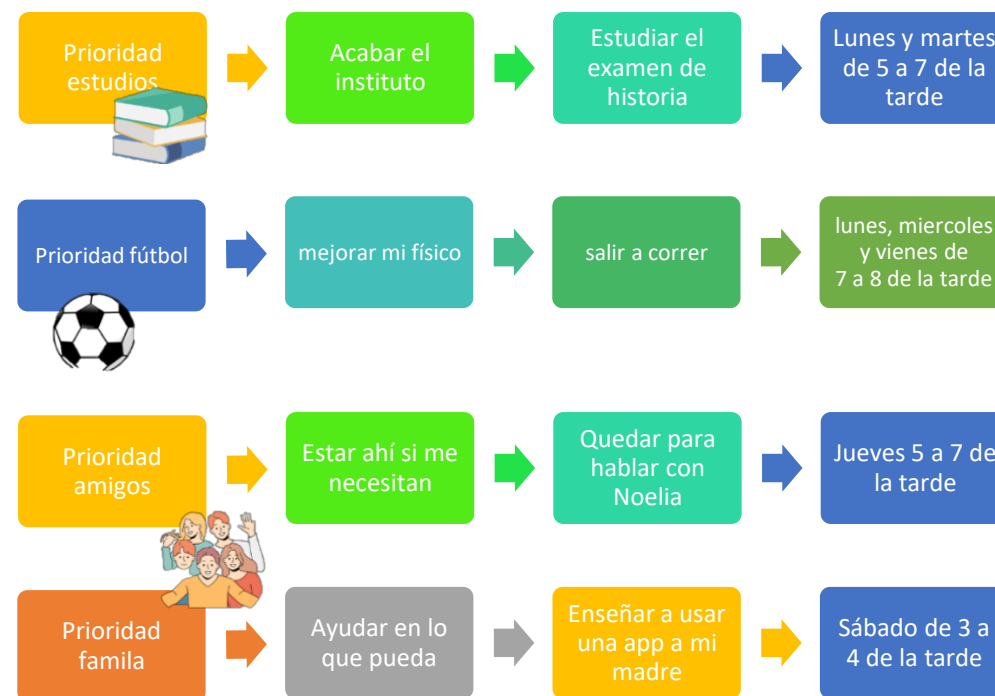 Prioridad
estudios
Acabar el
instituto
Estudiar el
examen de
historia
Lunes y martes
de 5 a 7 de la
tarde
Prioridad fútbol
mejorar mi físico
salir a correr
lunes, miercoles
y vienes de
7 a 8 de la tarde
Prioridad
amigos
Estar ahí si me
necesitan
Quedar para
hablar con
Noelia
Jueves 5 a 7 de
la tarde
Prioridad
famila
Ayudar en lo
que pueda
Enseñar a usar
una app a mi
madre
Sábado de 3 a
4 de la tarde